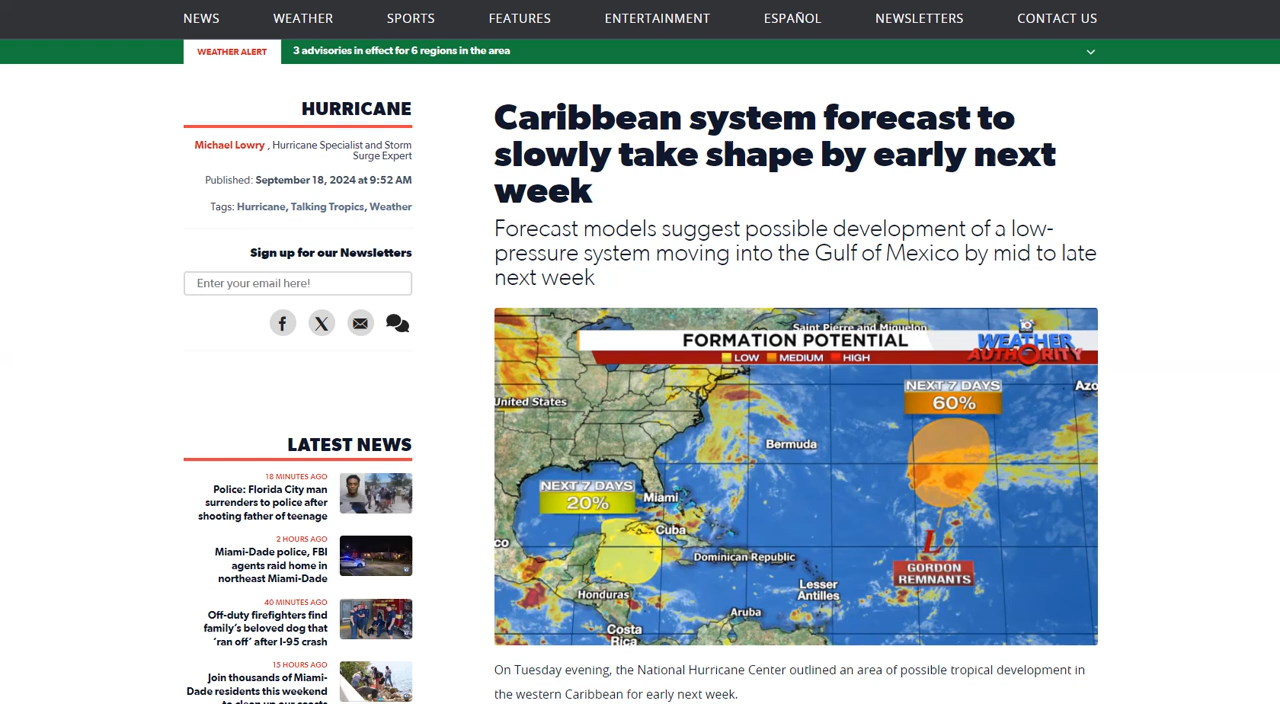 NEWS WEATHER SPORTS FEATURES ENTERTAINMENT ESPAÑOL NEWSLETTERS CONTACT US
WEATHER ALERT 3 advisories in effect for 6 regions in the area
HURRICANE
Michael Lowry , Hurricane Specialist and Storm
Surge Expert
Published: September 18, 2024 at 9:52 AM
Tags: Hurricane, Talking Tropics, Weather
Sign up for our Newsletters
Enter your email here!
LATEST NEWS
18 MINUTES AGO
Police: Florida City man
surrenders to police after
shooting father of teenage
2 HOURS AGO
Miami-Dade police, FBI
agents raid home in
northeast Miami-Dade
40 MINUTES AGO
Off-duty firefighters find
family's beloved dog that
'ran off' after I-95 crash
15 HOURS AGO
Join thousands of Miami-
Dade residents this weekend
to clean up our coasts
Caribbean system forecast to
slowly take shape by early next
week
Forecast models suggest possible development of a low-
pressure system moving into the Gulf of Mexico by mid to late
next week
Saint Pierre and Miquelon
FORMATION POTENTIAL
LOW MEDIUM HIGH
WEATHER
AUTHORITY
NEXT 7 DAYS
60%
Azo
United States
Bermuda
NEXT 7 DAYS
20%
Miami
Cuba
co
Dominican Republic
L
GORDON
REMNANTS
Honduras
Lesser
Antilles
Aruba
Costa
Rica
On Tuesday evening, the National Hurricane Center outlined an area of possible tropical development in
the western Caribbean for early next week.